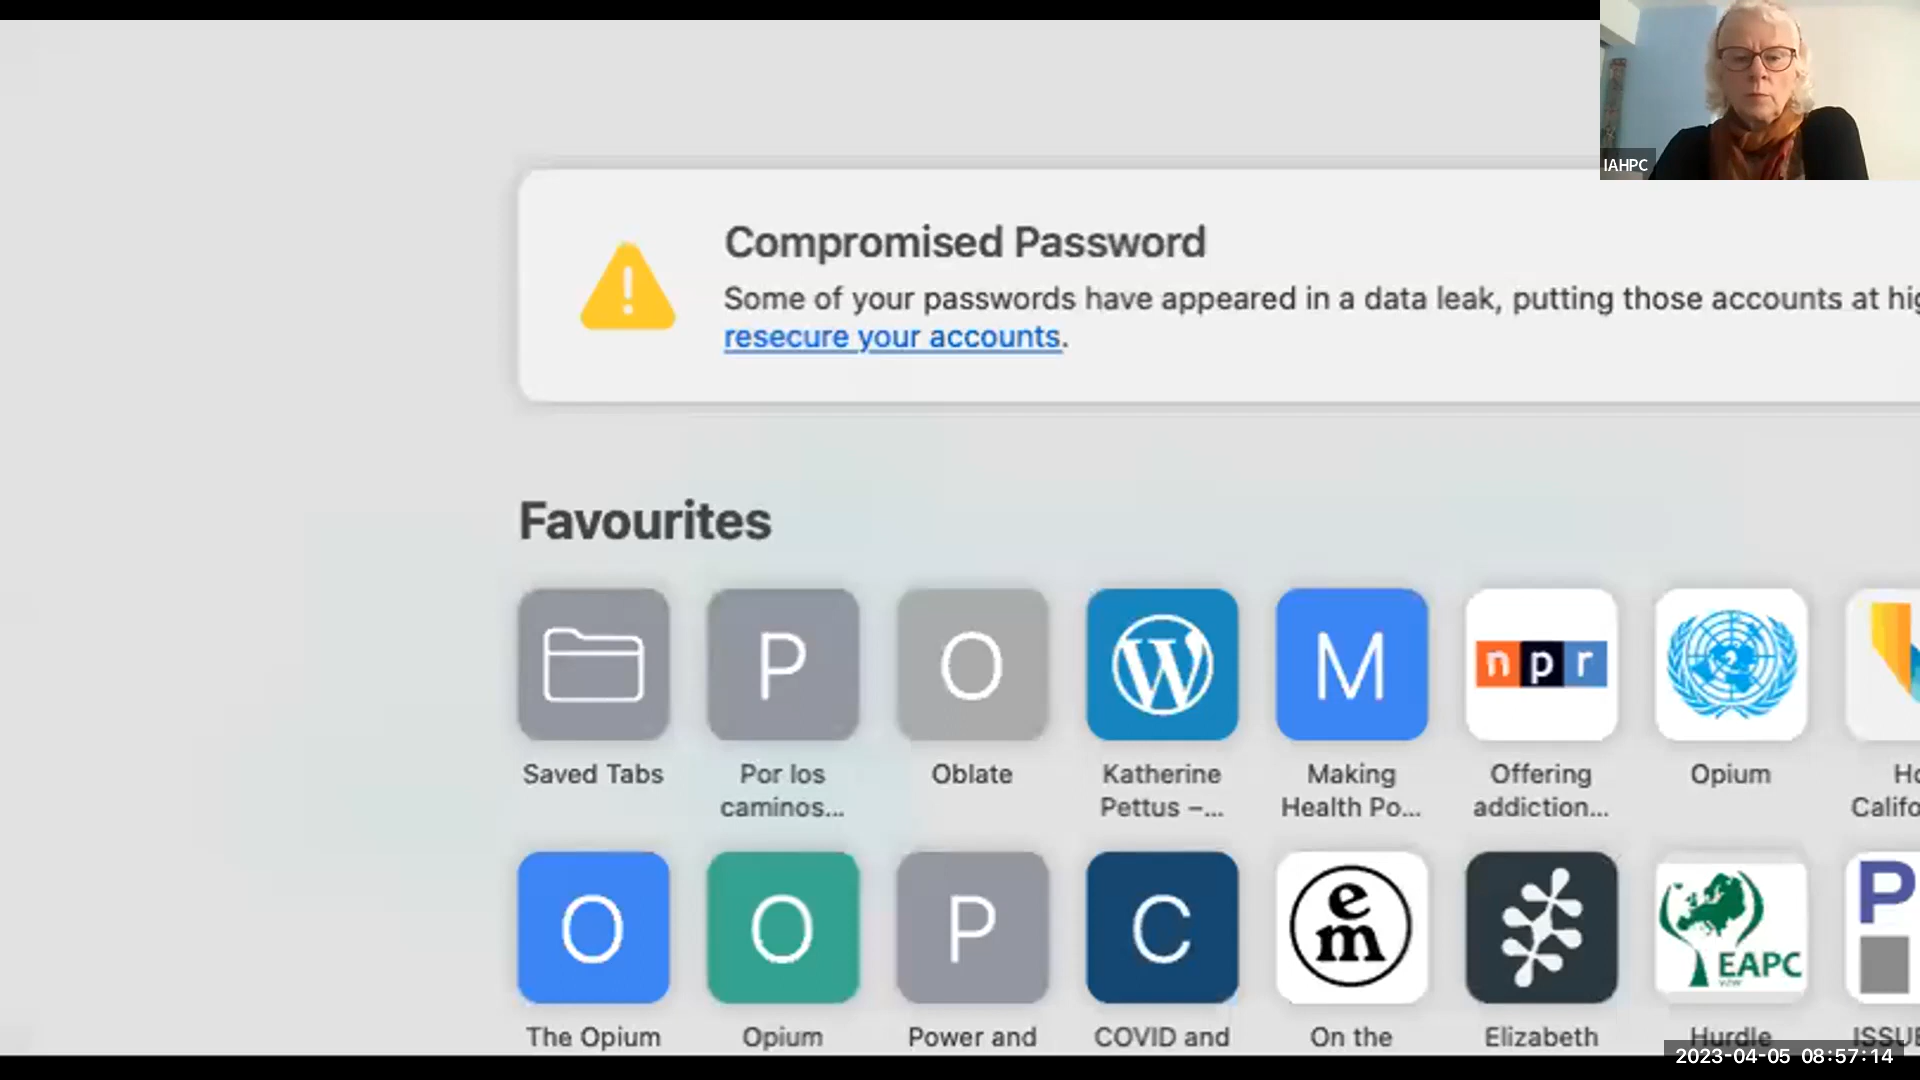 IAHPC
Compromised Password
Some of your passwords have appeared in a data leak, putting those accounts at
resecure your accounts.
Favourites
P
O
W
M
npr
Saved Tabs
Por los
caminos...
Oblate
Katherine
Pettus –...
Making
Health Po...
Offering
addiction...
Opium
O
O
P
C
em
EAPC
P
The Opium
Opium
Power and
COVID and
On the
Elizabeth
Hurdle
2023-04-05 08:57:14